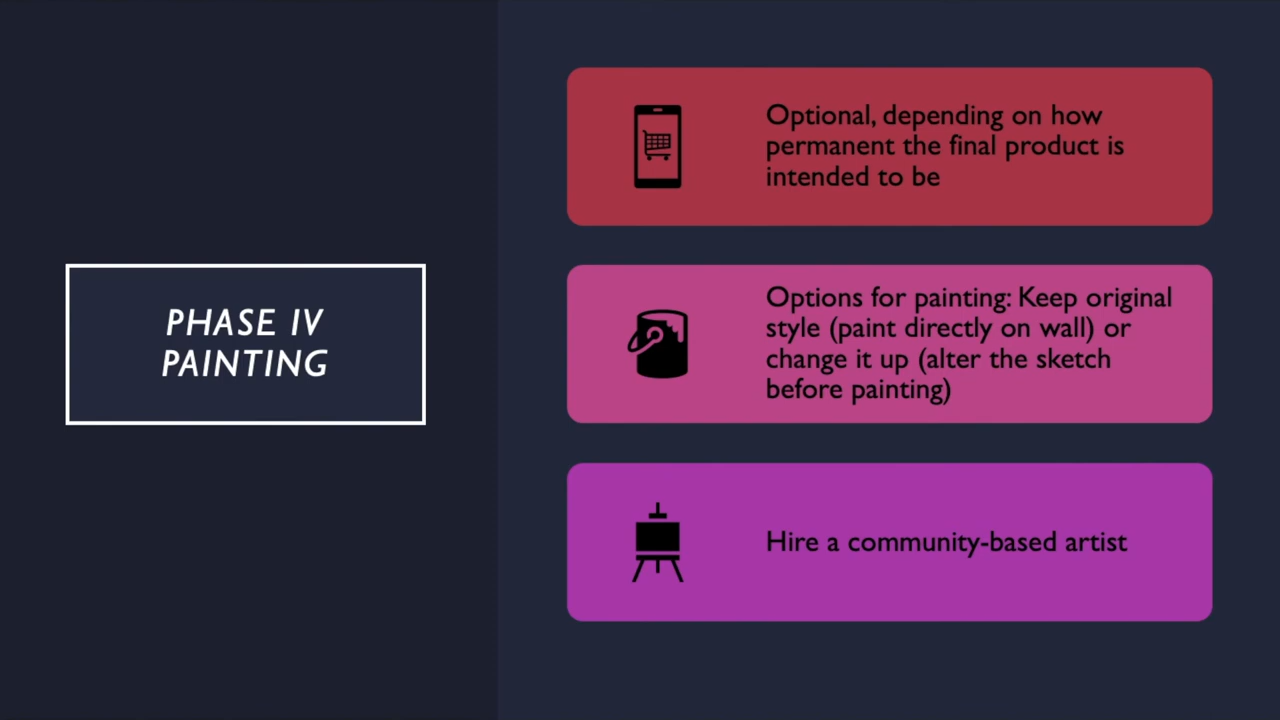 PHASE IV
PAINTING
Optional, depending on how
permanent the final product is
intended to be
Options for painting: Keep original
style (paint directly on wall) or
change it up (alter the sketch
before painting)
Hire a community-based artist